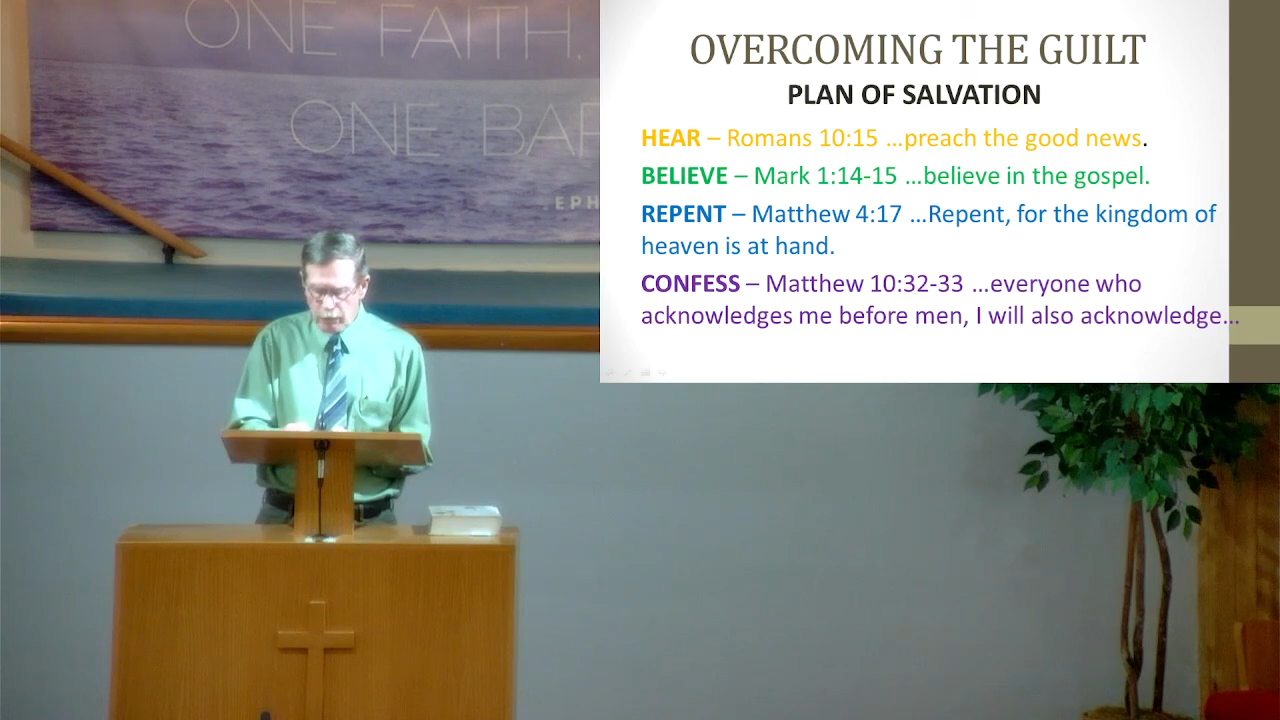 ONE FAITH.
ONE BAP
EPH
OVERCOMING THE GUILT
PLAN OF SALVATION
HEAR – Romans 10:15 …preach the good news.
BELIEVE – Mark 1:14-15 …believe in the gospel.
REPENT – Matthew 4:17 …Repent, for the kingdom of
heaven is at hand.
CONFESS – Matthew 10:32-33 …everyone who
acknowledges me before men, I will also acknowledge…